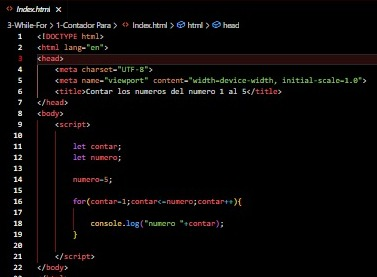 Index.html ×
3-While-For > 1-Contador Para > Index.html > html > head
1 <!DOCTYPE html>
2 <html lang="en">
3 <head>
4 <meta charset="UTF-8">
5 <meta name="viewport" content="width=device-width, initial-scale=1.0">
6 <title>Contar los numeros del numero 1 al 5</title>
7 </head>
8 <body>
9 <script>
10
11 let contar;
12 let numero;
13
14 numero=5;
15
16 for(contar=1;contar<=numero;contar++){
17
18 console.log("numero "+contar);
19 }
20
21 </script>
22 </body>